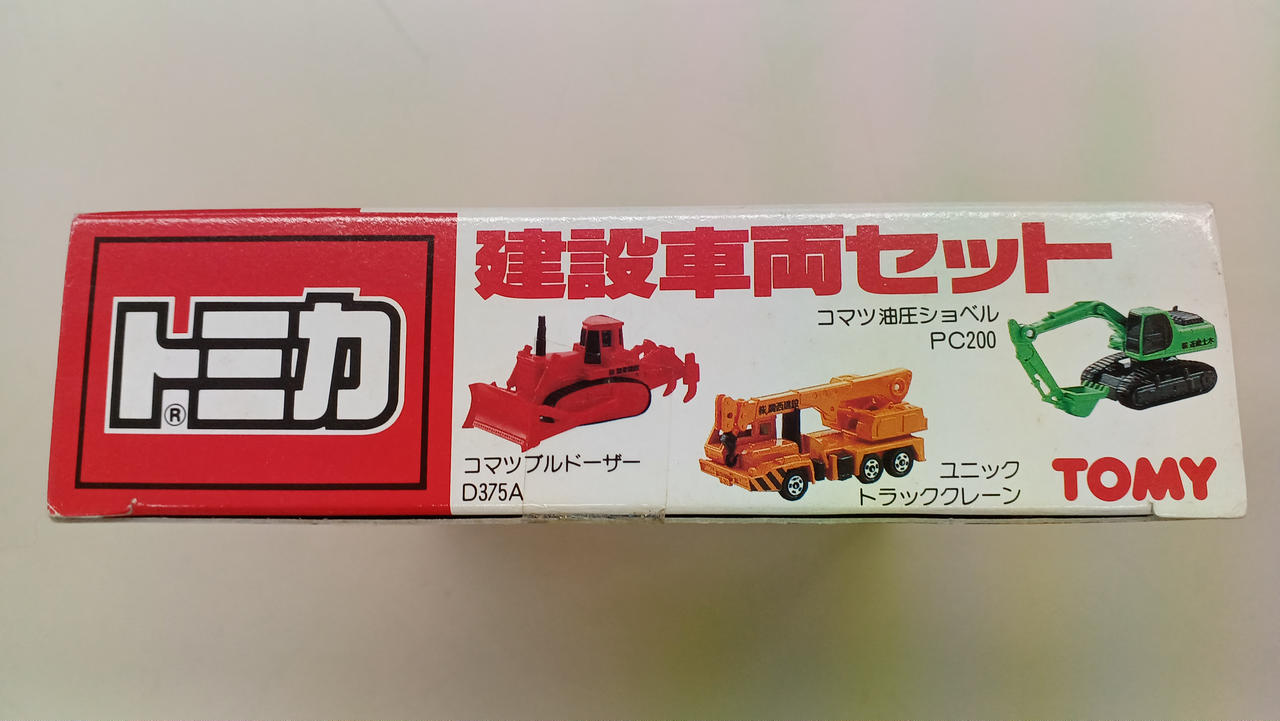 トミカ
®
建設車両セット
コマツブルドーザー
D375A
ユニック
トラッククレーン
コマツ油圧ショベル
PC200
TOMY